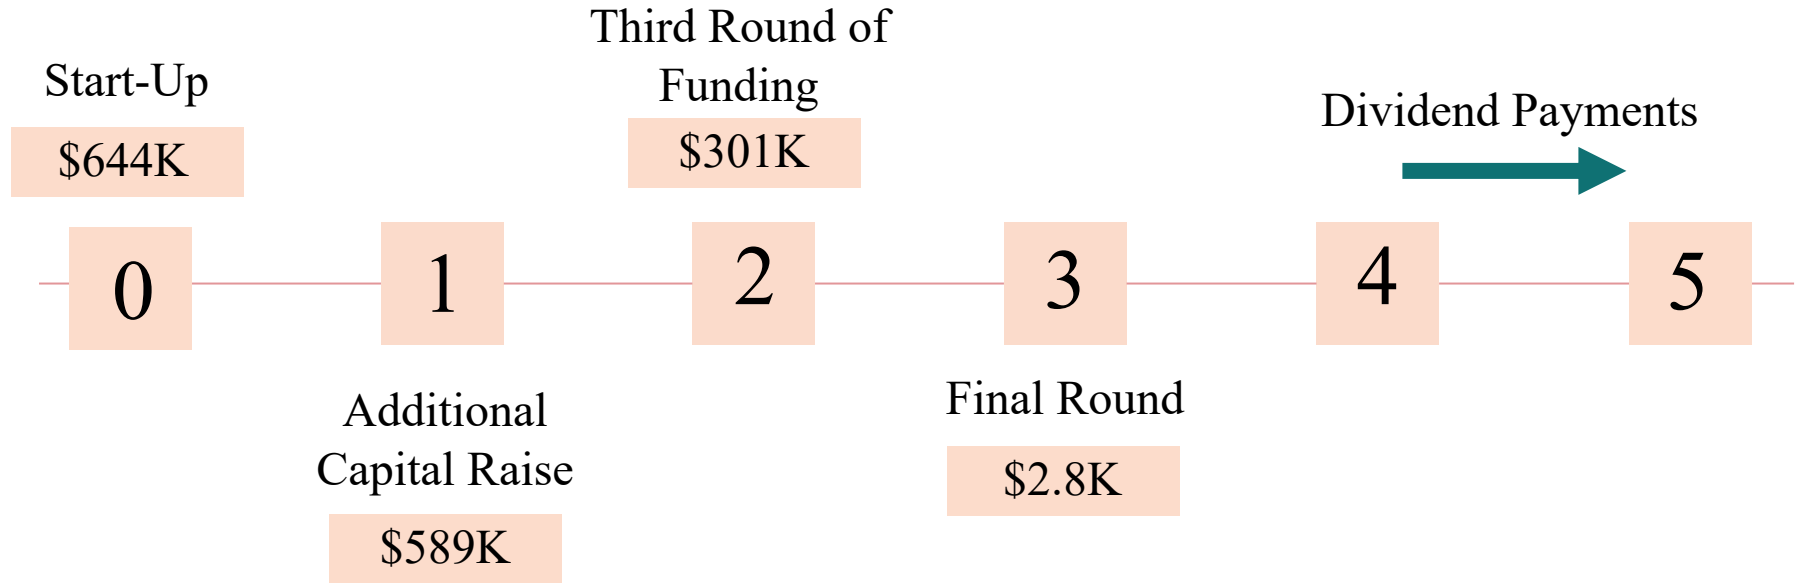 Start-Up
$644K
Third Round of
Funding
$301K
Dividend Payments
0
1
2
3
4
5
Additional
Capital Raise
$589K
Final Round
$2.8K